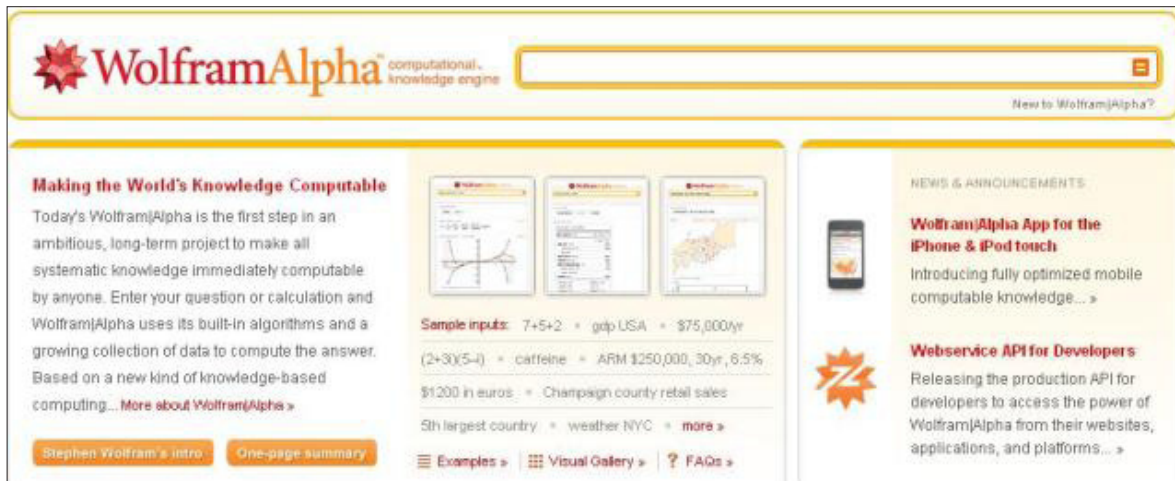 WolframAlpha™ computational
knowledge engine
New to Wolfram|Alpha?
Making the World's Knowledge Computable
Today's Wolfram|Alpha is the first step in an
ambitious, long-term project to make all
systematic knowledge immediately computable
by anyone. Enter your question or calculation and
Wolfram|Alpha uses its built-in algorithms and a
growing collection of data to compute the answer.
Based on a new kind of knowledge-based
computing... More about Wolfram|Alpha »
Stephen Wolfram's intro One-page summary
Sample inputs: 7+5+2 • gdp USA • $75,000/yr
(2+3i)(5-i) • caffeine • ARM $250,000, 30yr, 6.5%
$1200 in euros • Champaign county retail sales
5th largest country • weather NYC • more »
Examples » Visual Gallery » ? FAQs »
NEWS & ANNOUNCEMENTS
Wolfram|Alpha App for the
iPhone & iPod touch
Introducing fully optimized mobile
computable knowledge... »
Webservice API for Developers
Releasing the production API for
developers to access the power of
Wolfram|Alpha from their websites,
applications, and platforms... »